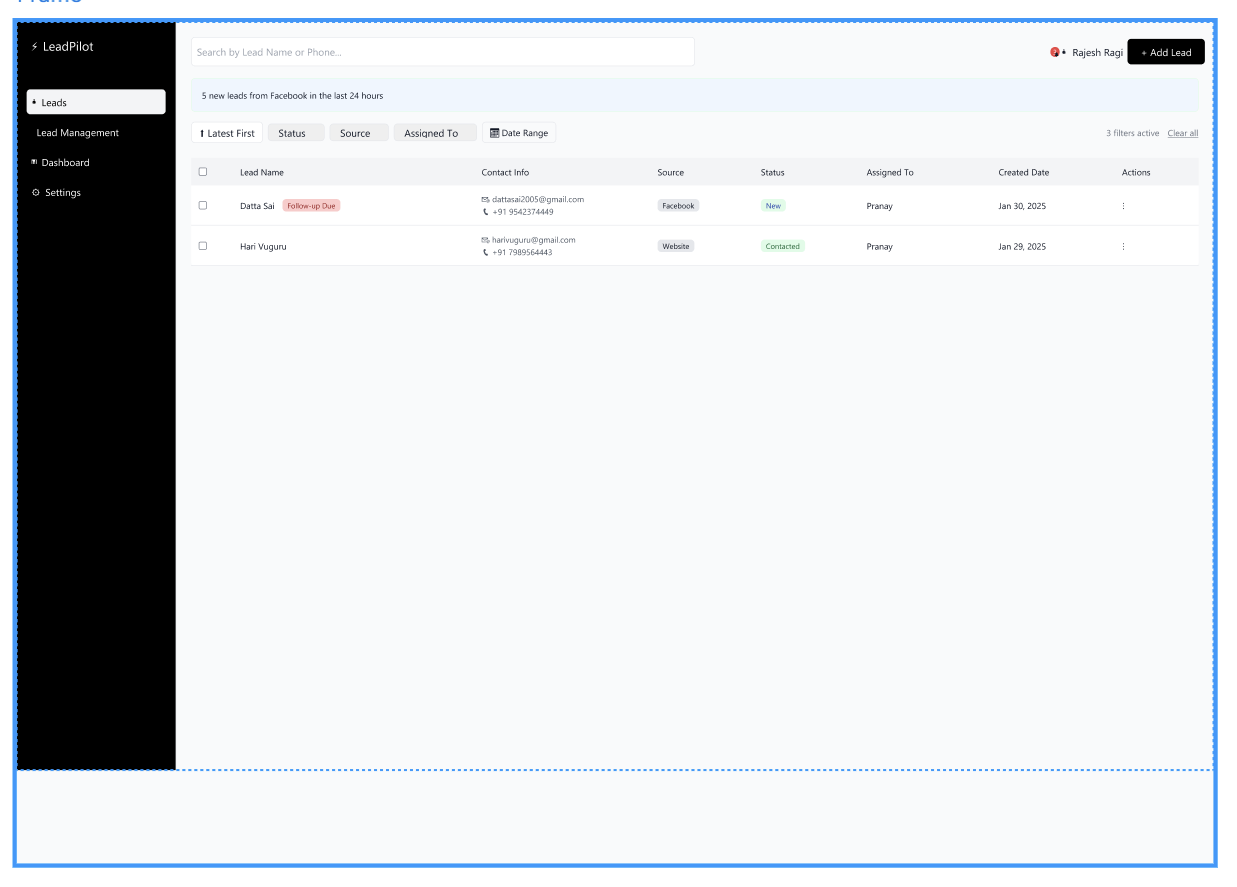 Frame
LeadPilot
Leads
Lead Management
Dashboard
Settings
Search by Lead Name or Phone...
Rajesh Ragi
+ Add Lead
5 new leads from Facebook in the last 24 hours
Latest First
Status
Source
Assigned To
Date Range
3 filters active
Clear all
Lead Name Contact Info Source Status Assigned To Created Date Actions
Datta Sai Follow-up Due dattasai2005@gmail.com Facebook New Pranay Jan 30, 2025
+91 9542374449
Hari Vuguru harivuguru@gmail.com Website Contacted Pranay Jan 29, 2025
+91 7989564443